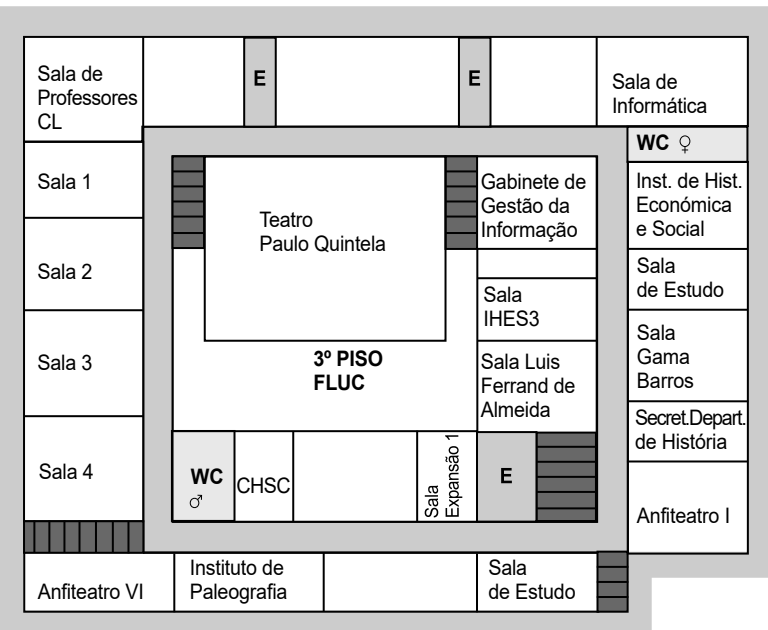 Sala de
Professores
CL
E
E
Sala de
Informática
WC ♀
Sala 1
Teatro
Paulo Quintela
Gabinete de
Gestão da
Informação
Inst. de Hist.
Económica
e Social
Sala 2
Sala
IHES3
Sala
de Estudo
Sala 3
3º PISO
FLUC
Sala Luis
Ferrand de
Almeida
Sala
Gama
Barros
Secret.Depart.
de História
Sala 4
WC
♂
CHSC
Sala
Expansão 1
E
Anfiteatro I
Anfiteatro VI
Instituto de
Paleografia
Sala
de Estudo